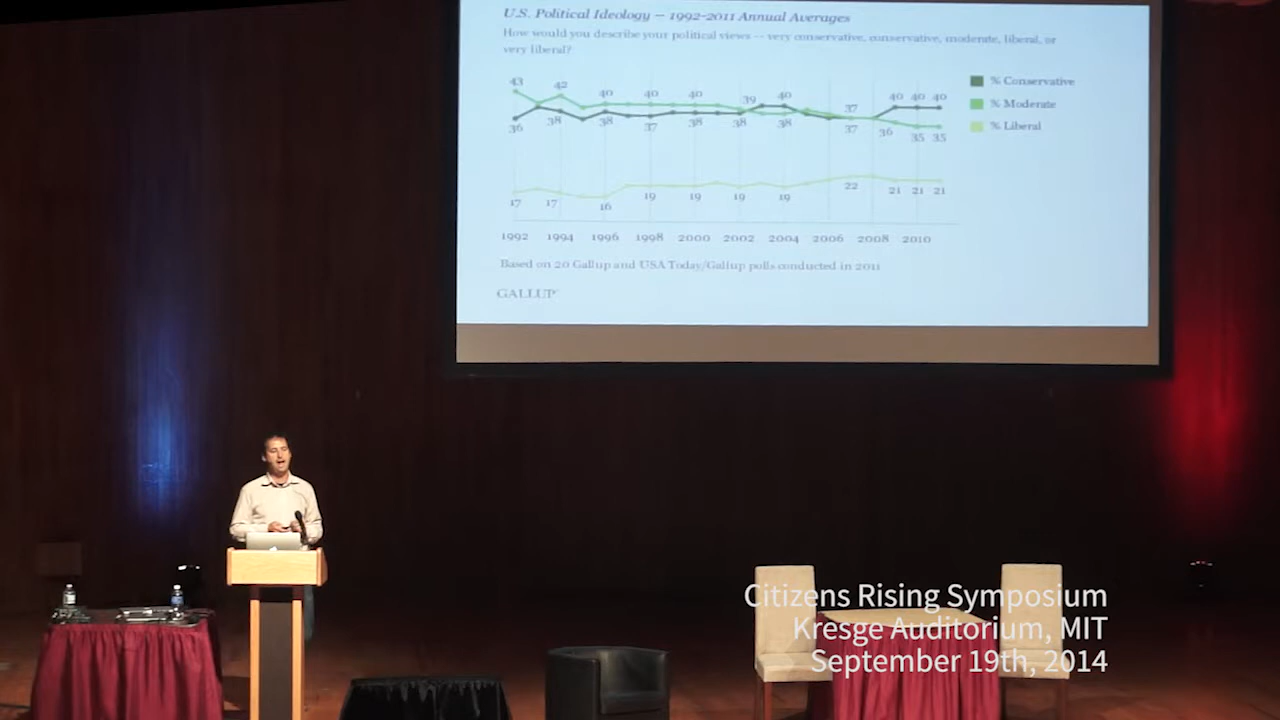 U.S. Political Ideology — 1992-2011 Annual Averages
How would you describe your political views -- very conservative, conservative, moderate, liberal, or
very liberal?
43 42 40 40 40 39 40 37 40 40 40
36 38 38 37 38 38 38 37 36 35 35
17 17 16 19 19 19 19 22 21 21 21
1992 1994 1996 1998 2000 2002 2004 2006 2008 2010
% Conservative
% Moderate
% Liberal
Based on 20 Gallup and USA Today/Gallup polls conducted in 2011
GALLUP
Citizens Rising Symposium
Kresge Auditorium, MIT
September 19th, 2014